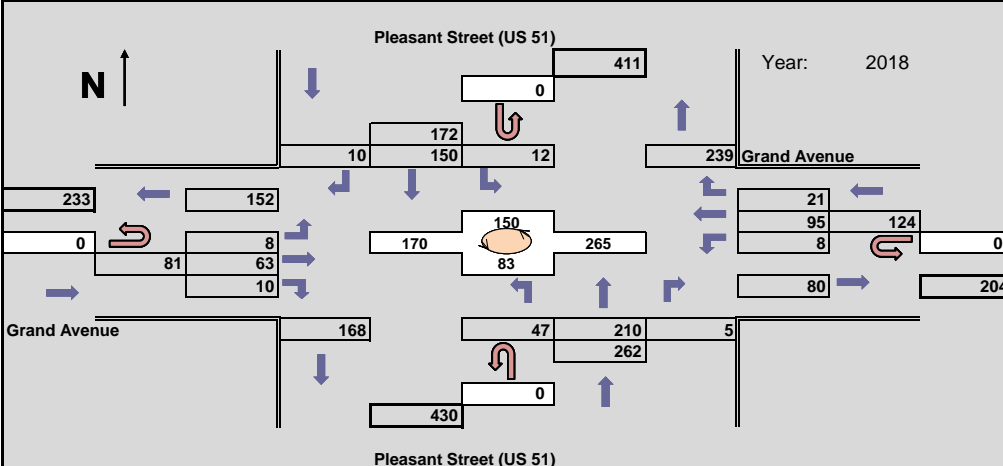 Pleasant Street (US 51)
411
Year: 2018
N
0
172
10 150 12 239 Grand Avenue
233 152 21
150 95 124
0 8 170 265 8 0
81 63 83
10 80 204
Grand Avenue 168 47 210 5
262
0
430
Pleasant Street (US 51)